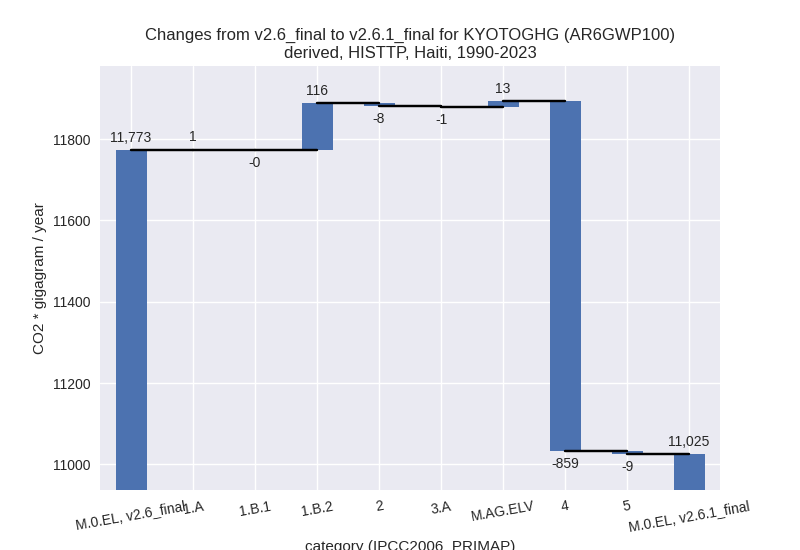 Changes from v2.6_final to v2.6.1_final for KYOTOGHG (AR6GWP100)
derived, HISTTP, Haiti, 1990-2023
CO2 * gigagram / year
11800
11600
11400
11200
11000
11,773
1
-0
116
-8
-1
13
-859
-9
11,025
M.0.EL, v2.6_final
1.A
1.B.1
1.B.2
2
3.A
M.AG.ELV
4
5
M.0.EL, v2.6.1_final
category (IPCC2006_PRIMAP)